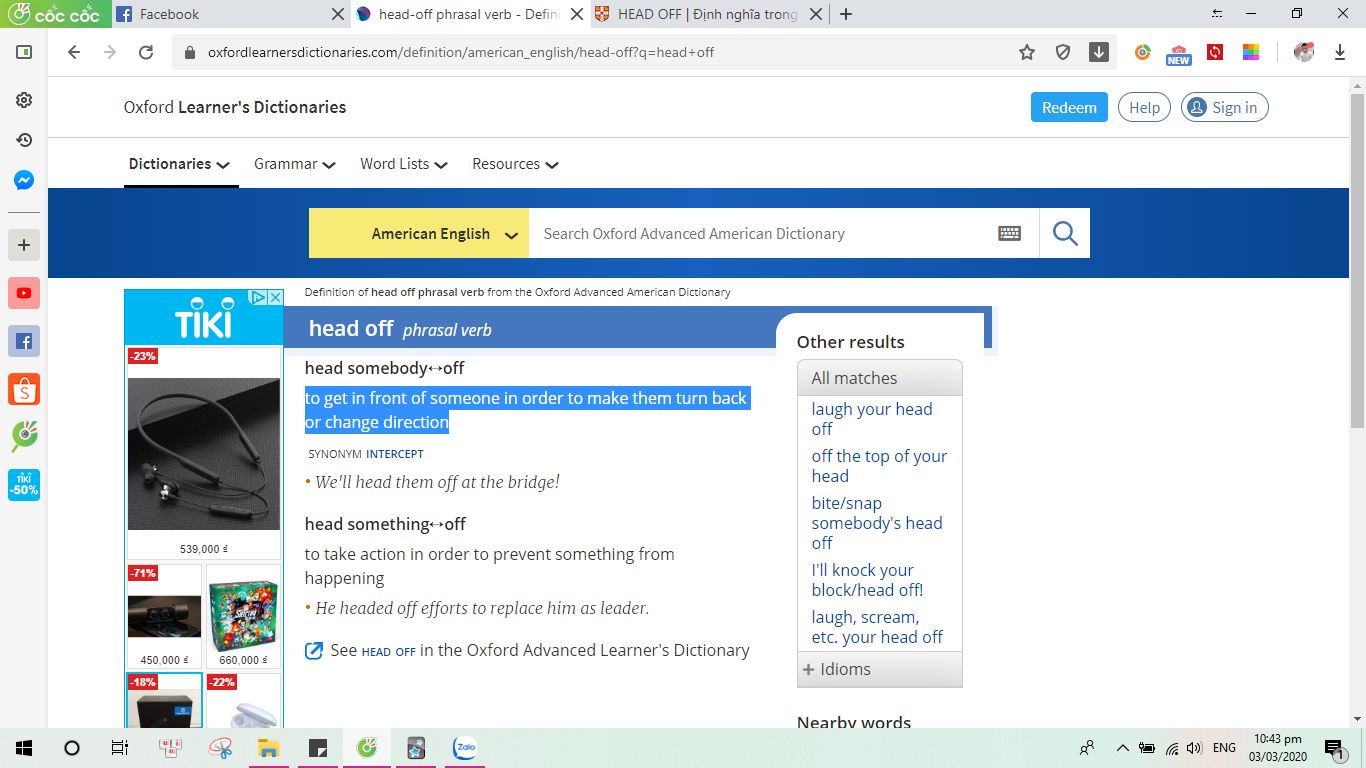 cốc cốc
Facebook
head-off phrasal verb - Defini
HEAD OFF | Định nghĩa trong
oxfordlearnersdictionaries.com/definition/american_english/head-off?q=head+off
NEW
Oxford Learner's Dictionaries
Redeem
Help
Sign in
Dictionaries
Grammar
Word Lists
Resources
American English
Search Oxford Advanced American Dictionary
TIKI
-50%
TIKI
-23%
539,000 ₫
-71%
450,000 ₫
660,000 ₫
-18%
-22%
Definition of head off phrasal verb from the Oxford Advanced American Dictionary
head off phrasal verb
head somebody↔off
to get in front of someone in order to make them turn back
or change direction
SYNONYM INTERCEPT
• We'll head them off at the bridge!
head something↔off
to take action in order to prevent something from
happening
• He headed off efforts to replace him as leader.
See HEAD OFF in the Oxford Advanced Learner's Dictionary
Other results
All matches
laugh your head
off
off the top of your
head
bite/snap
somebody's head
off
I'll knock your
block/head off!
laugh, scream,
etc. your head off
+ Idioms
Nearby words
Zalo
ENG
10:43 pm
03/03/2020
1